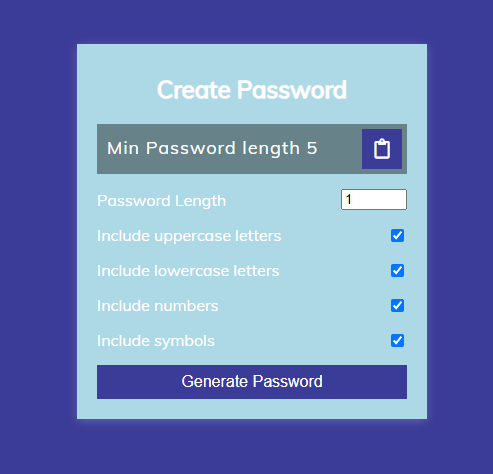 Create Password
Min Password length 5
Password Length 1
Include uppercase letters
Include lowercase letters
Include numbers
Include symbols
Generate Password